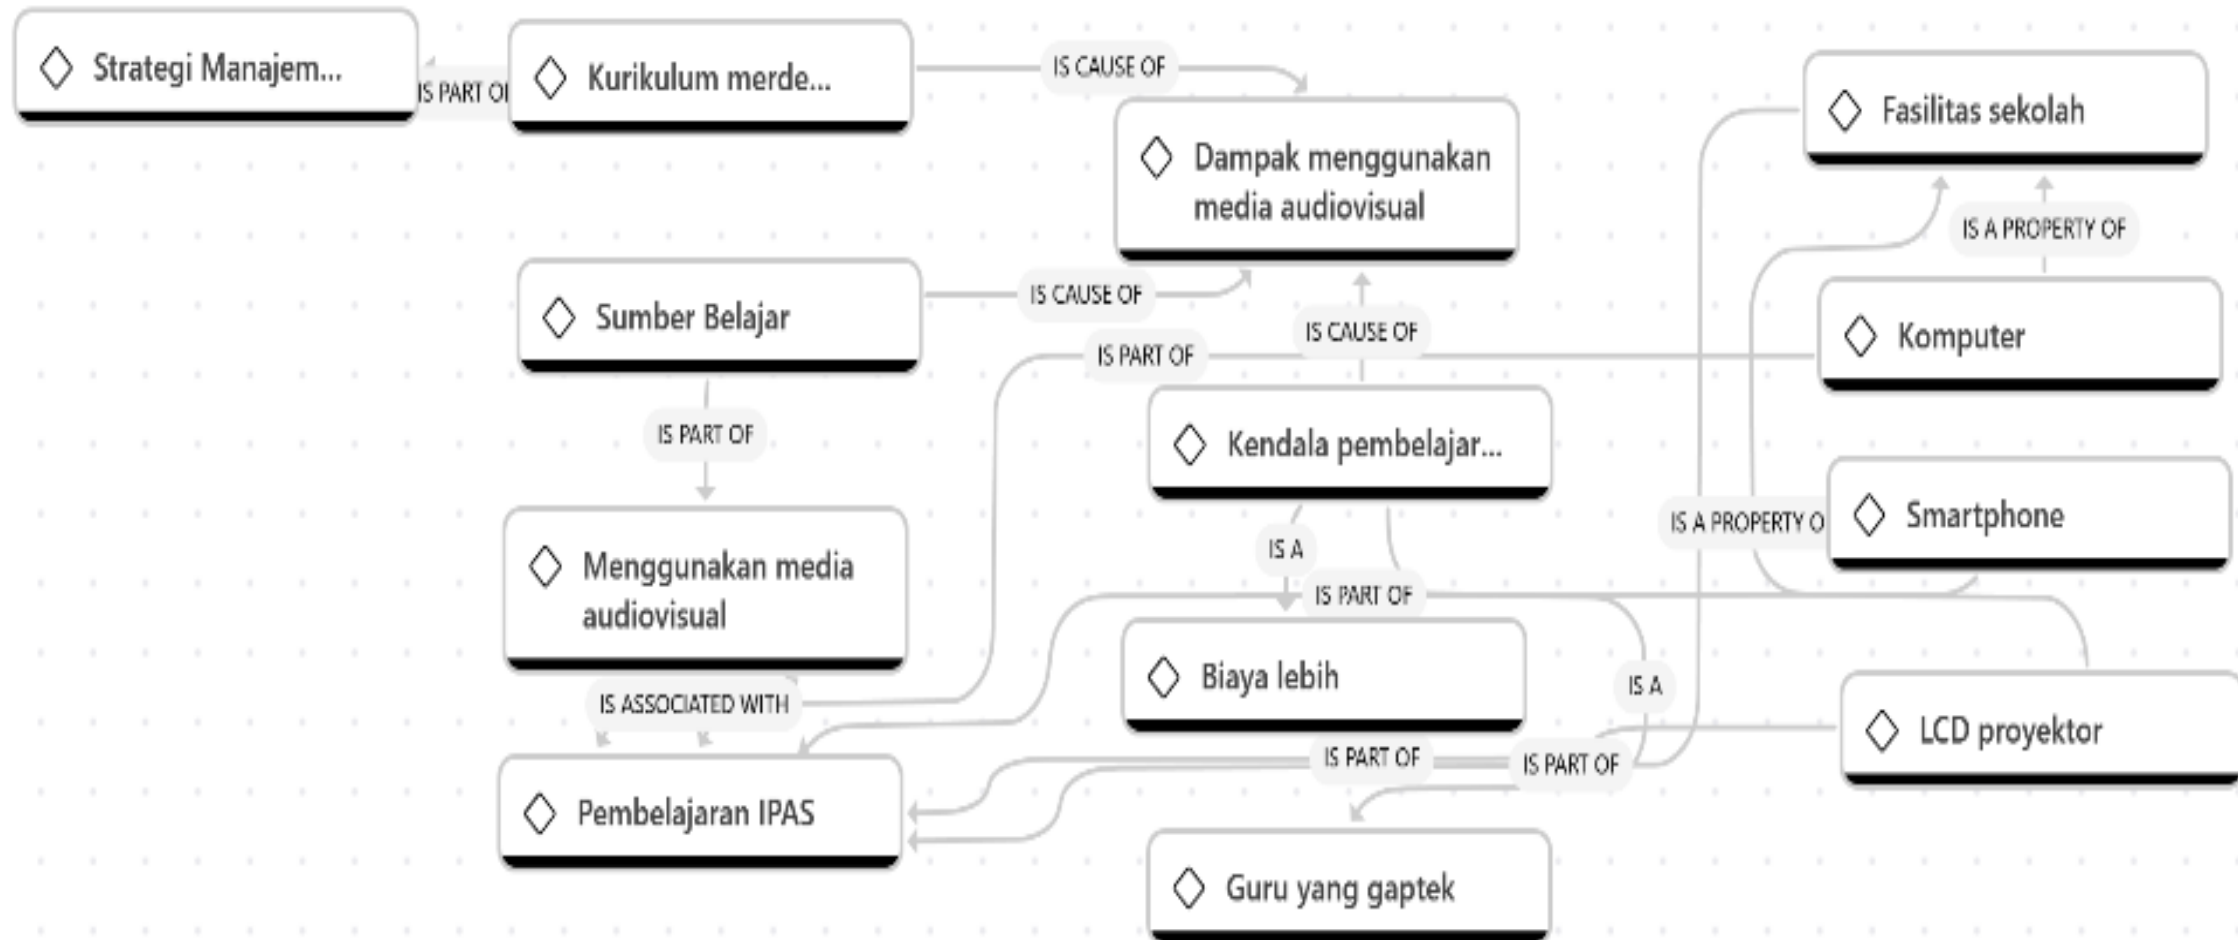 Strategi Manajem...
IS PART OF
Kurikulum merde...
IS CAUSE OF
Fasilitas sekolah
Dampak menggunakan
media audiovisual
IS A PROPERTY OF
Sumber Belajar
IS CAUSE OF
IS CAUSE OF
IS PART OF
Komputer
IS PART OF
Kendala pembelajar...
IS A PROPERTY O
Smartphone
IS A
Menggunakan media
audiovisual
IS PART OF
Biaya lebih
IS A
IS ASSOCIATED WITH
LCD proyektor
IS PART OF
IS PART OF
Pembelajaran IPAS
Guru yang gaptek